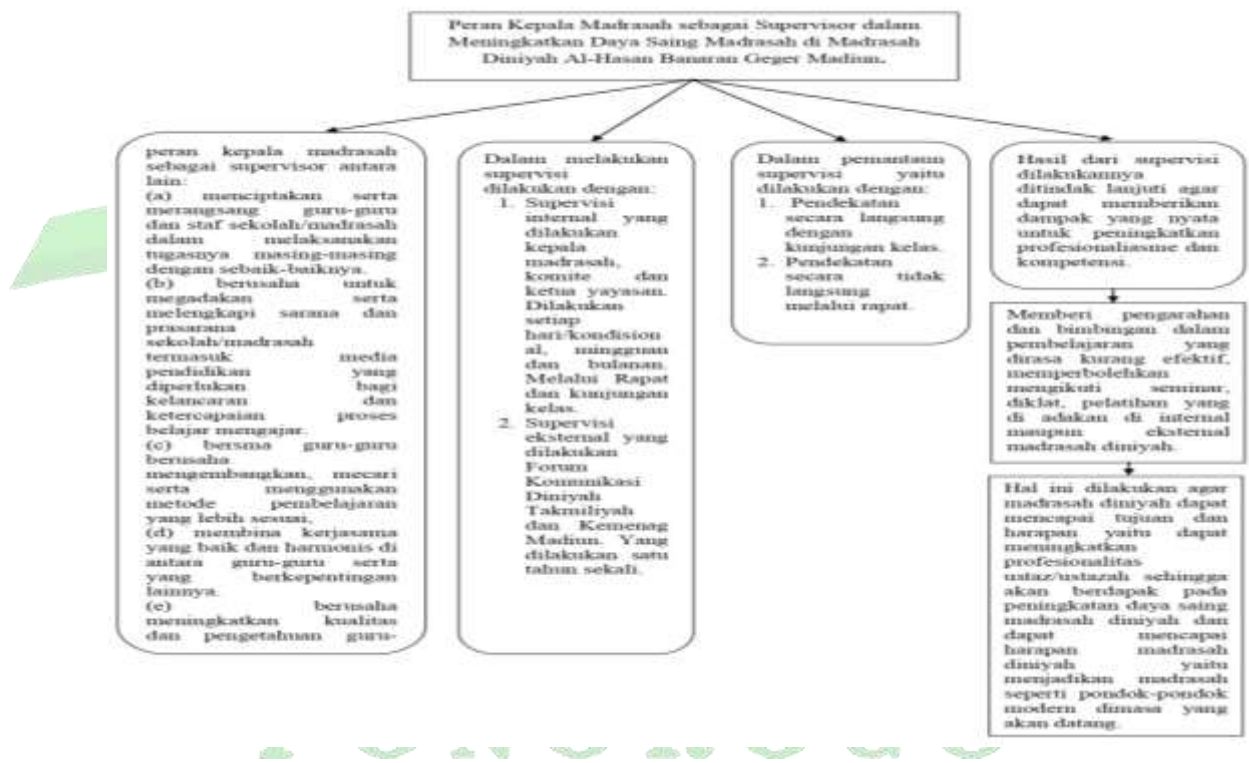 Peran Kepala Madrasah sebagai Supervisor dalam
Meningkatkan Daya Saing Madrasah di Madrasah
Diniyah Al-Hasan Banaran Geger Madiun.
peran kepala madrasah
sebagai supervisor antara
lain:
(a) menciptakan serta
merangsang guru-guru
dan staf sekolah/madrasah
dalam melaksanakan
tugasnya masing-masing
dengan sebaik-baiknya.
(b) berusaha untuk
megadakan serta
melengkapi sarana dan
prasarana
sekolah/madrasah
termasuk media
pendidikan yang
diperlukan bagi
kelancaran dan
ketercapaian proses
belajar mengajar.
(c) bersma guru-guru
berusaha
mengembangkan, mecari
serta menggunakan
metode pembelajaran
yang lebih sesuai,
(d) membina kerjasama
yang baik dan harmonis di
antara guru-guru serta
yang berkepentingan
lainnya.
(e) berusaha
meningkatkan kualitas
dan pengetahuan guru-
Dalam melakukan
supervisi
dilakukan dengan:
1. Supervisi
internal yang
dilakukan
kepala
madrasah,
komite dan
ketua yayasan.
Dilakukan
setiap
hari/kondision
al, mingguan
dan bulanan.
Melalui Rapat
dan kunjungan
kelas.
2. Supervisi
eksternal yang
dilakukan
Forum
Komunikasi
Diniyah
Takmiliyah
dan Kemenag
Madiun. Yang
dilakukan satu
tahun sekali.
Dalam pemantaun
supervisi yaitu
dilakukan dengan:
1. Pendekatan
secara langsung
dengan
kunjungan kelas.
2. Pendekatan
secara tidak
langsung
melalui rapat.
Hasil dari supervisi
dilakukannya
ditindak lanjuti agar
dapat memberikan
dampak yang nyata
untuk peningkatan
profesionaliasme dan
kompetensi.
Memberi pengarahan
dan bimbingan dalam
pembelajaran yang
dirasa kurang efektif,
memperbolehkan
mengikuti seminar,
diklat, pelatihan yang
di adakan di internal
maupun eksternal
madrasah diniyah.
Hal ini dilakukan agar
madrasah diniyah dapat
mencapai tujuan dan
harapan yaitu dapat
meningkatkan
profesionalitas
ustaz/ustazah sehingga
akan berdapak pada
peningkatan daya saing
madrasah diniyah dan
dapat mencapai
harapan madrasah
diniyah yaitu
menjadikan madrasah
seperti pondok-pondok
modern dimasa yang
akan datang.
PONOROGO